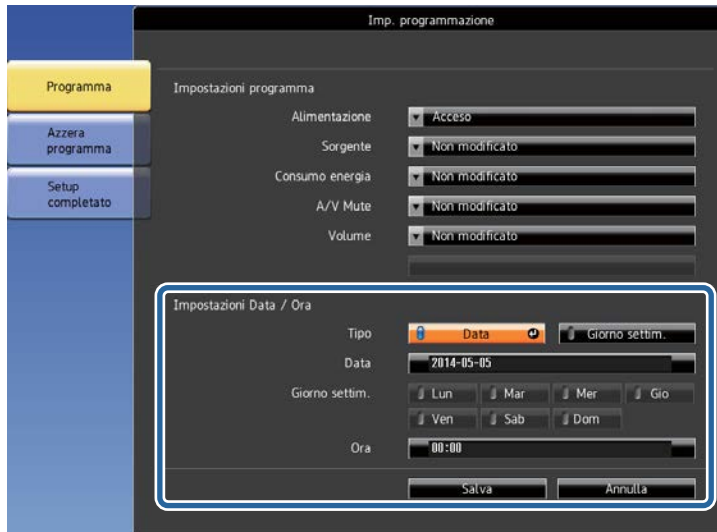 Imp. programmazione
Programma
Azzera
programma
Setup
completato
Impostazioni programma
Alimentazione Acceso
Sorgente Non modificato
Consumo energia Non modificato
A/V Mute Non modificato
Volume Non modificato
Impostazioni Data / Ora
Tipo Data Giorno settim.
Data 2014-05-05
Giorno settim. Lun Mar Mer Gio
Ven Sab Dom
Ora 00:00
Salva Annulla